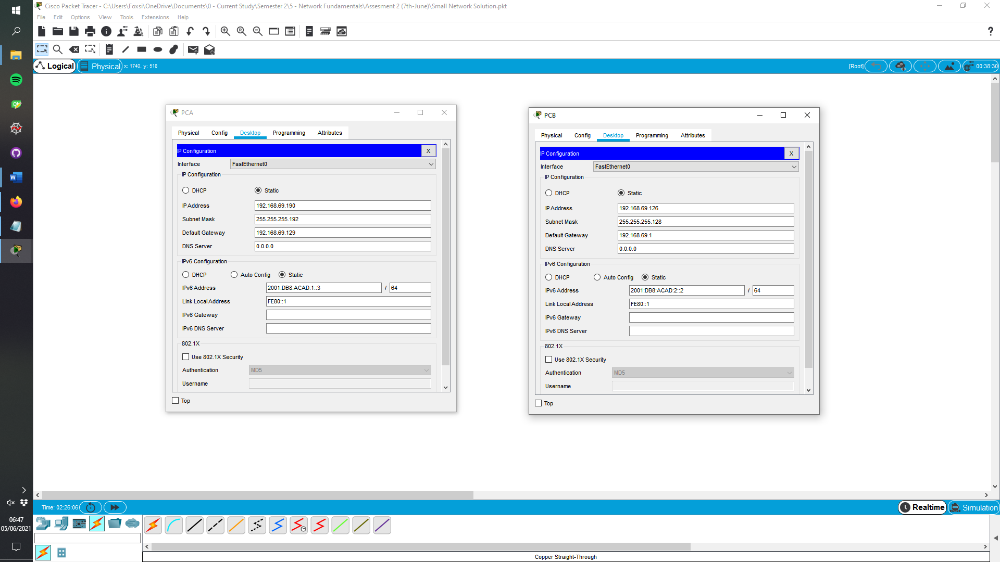 Cisco Packet Tracer - C:\Users\Foxsi\OneDrive\Documents\0 - Current Study\Semester 2\5 - Network Fundamentals\Assesment 2 (7th-June)\Small Network Solution.pkt
File Edit Options View Tools Extensions Help
Logical Physical x: 1740, y: 518 [Root] 00:38:30
PCA
Physical Config Desktop Programming Attributes
IP Configuration X
Interface FastEthernet0
IP Configuration
DHCP Static
IP Address 192.168.69.190
Subnet Mask 255.255.255.192
Default Gateway 192.168.69.129
DNS Server 0.0.0.0
IPv6 Configuration
DHCP Auto Config Static
IPv6 Address 2001:DB8:ACAD:1::3 / 64
Link Local Address FE80::1
IPv6 Gateway
IPv6 DNS Server
802.1X
Use 802.1X Security
Authentication MD5
Username
Top
PCB
Physical Config Desktop Programming Attributes
IP Configuration X
Interface FastEthernet0
IP Configuration
DHCP Static
IP Address 192.168.69.126
Subnet Mask 255.255.255.128
Default Gateway 192.168.69.1
DNS Server 0.0.0.0
IPv6 Configuration
DHCP Auto Config Static
IPv6 Address 2001:DB8:ACAD:2::2 / 64
Link Local Address FE80::1
IPv6 Gateway
IPv6 DNS Server
802.1X
Use 802.1X Security
Authentication MD5
Username
Top
Time: 02:26:06 Realtime Simulation
06:47
05/06/2021
Copper Straight-Through